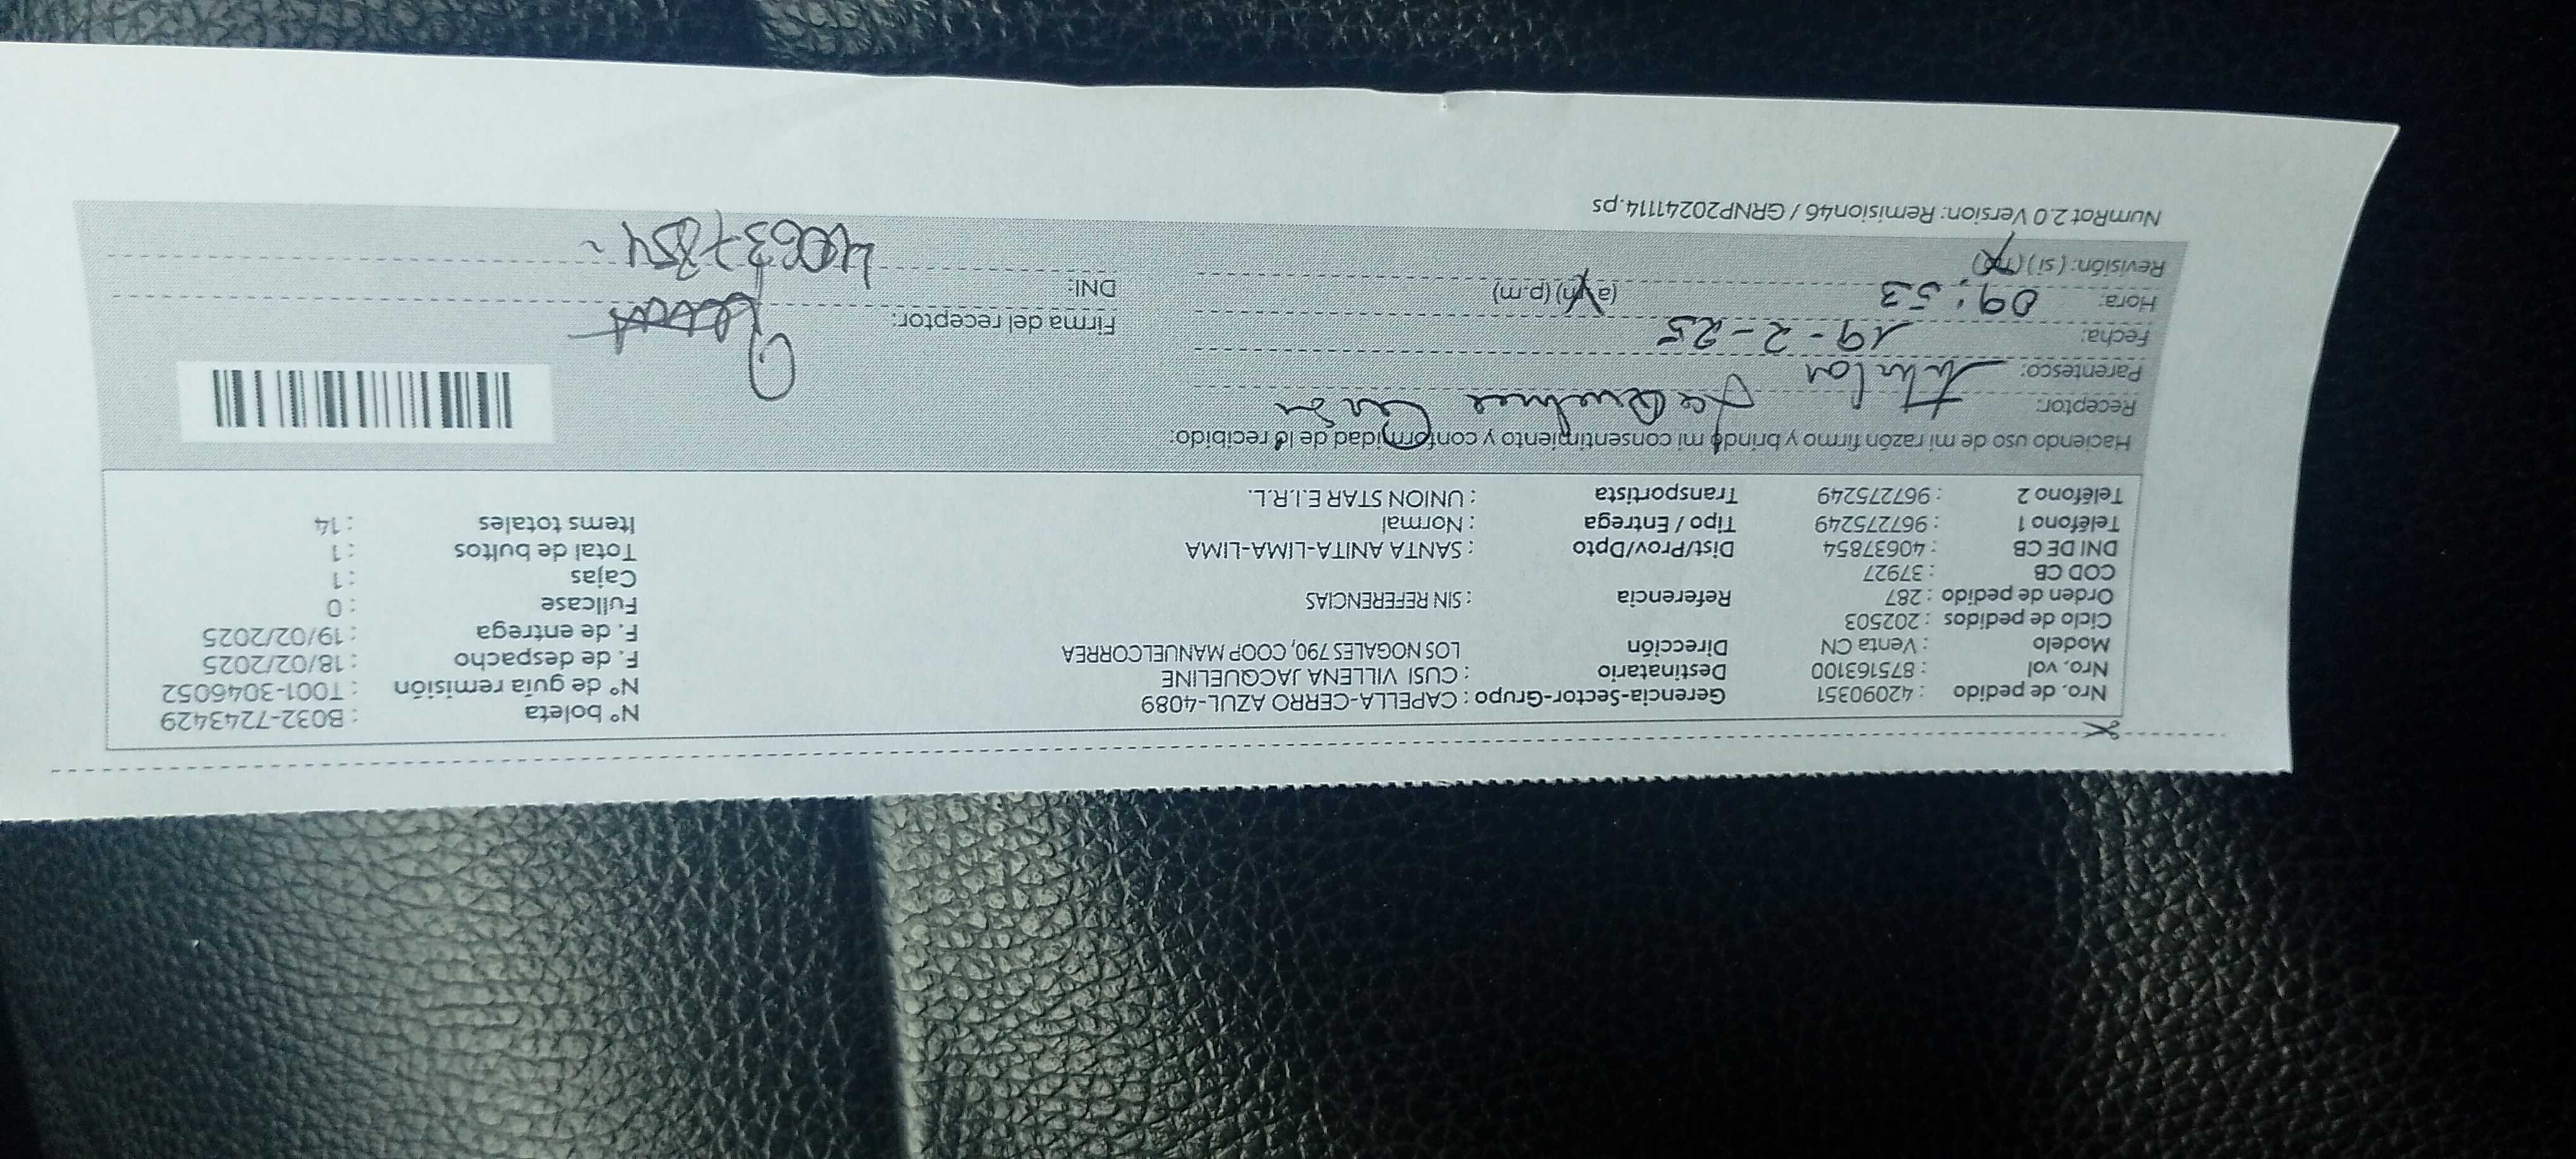 Nro. de pedido : 42090351 Gerencia-Sector-Grupo : CAPELLA-CERRO AZUL-4089 N° boleta : B032-7243429
Nro. vol : 875163100 Destinatario : CUSI VILLENA JACQUELINE N° de guía remisión : T001-3046052
Modelo : Venta CN Dirección LOS NOGALES 790, COOP MANUELCORREA F. de despacho : 18/02/2025
Ciclo de pedidos : 202503 F. de entrega : 19/02/2025
Orden de pedido : 287 Referencia : SIN REFERENCIAS Fullcase : 0
COD CB : 37927 Cajas : 1
DNI DE CB : 40637854 Dist/Prov/Dpto : SANTA ANITA-LIMA-LIMA Total de bultos : 1
Teléfono 1 : 967275249 Tipo / Entrega : Normal Items totales : 14
Teléfono 2 : 967275249 Transportista : UNION STAR E.I.R.L.
Haciendo uso de mi razón firmo y brindo mi consentimiento y conformidad de lo recibido:
Receptor: Jacqueline
Parentesco: titular
Fecha: 19-2-25 Firma del receptor:
Hora: 09:53 (a.m) (p.m) DNI: 40637854
Revisión: (si) (no)
NumRot 2.0 Version: Remision46 / GRNP20241114.ps